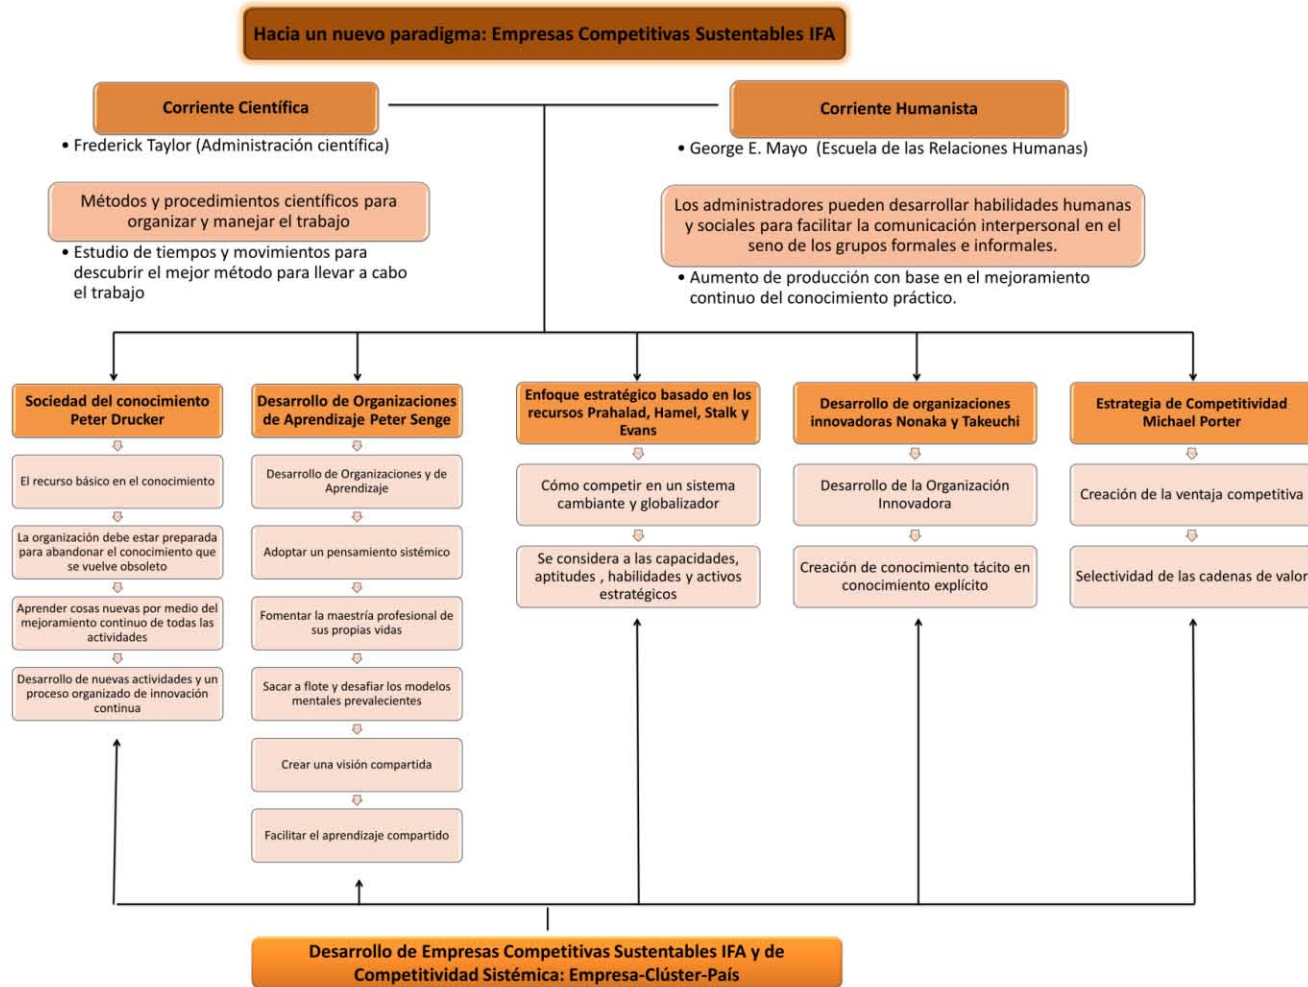 Hacia un nuevo paradigma: Empresas Competitivas Sustentables IFA
Corriente Científica
• Frederick Taylor (Administración científica)
Métodos y procedimientos científicos para
organizar y manejar el trabajo
• Estudio de tiempos y movimientos para
descubrir el mejor método para llevar a cabo
el trabajo
Corriente Humanista
• George E. Mayo (Escuela de las Relaciones Humanas)
Los administradores pueden desarrollar habilidades humanas
y sociales para facilitar la comunicación interpersonal en el
seno de los grupos formales e informales.
• Aumento de producción con base en el mejoramiento
continuo del conocimiento práctico.
Sociedad del conocimiento
Peter Drucker
El recurso básico en el conocimiento
La organización debe estar preparada
para abandonar el conocimiento que
se vuelve obsoleto
Aprender cosas nuevas por medio del
mejoramiento continuo de todas las
actividades
Desarrollo de nuevas actividades y un
proceso organizado de innovación
continua
Desarrollo de Organizaciones
de Aprendizaje Peter Senge
Desarrollo de Organizaciones y de
Aprendizaje
Adoptar un pensamiento sistémico
Fomentar la maestría profesional de
sus propias vidas
Sacar a flote y desafiar los modelos
mentales prevalecientes
Crear una visión compartida
Facilitar el aprendizaje compartido
Enfoque estratégico basado en los
recursos Prahalad, Hamel, Stalk y
Evans
Cómo competir en un sistema
cambiante y globalizador
Se considera a las capacidades,
aptitudes , habilidades y activos
estratégicos
Desarrollo de organizaciones
innovadoras Nonaka y Takeuchi
Desarrollo de la Organización
Innovadora
Creación de conocimiento tácito en
conocimiento explícito
Estrategia de Competitividad
Michael Porter
Creación de la ventaja competitiva
Selectividad de las cadenas de valor
Desarrollo de Empresas Competitivas Sustentables IFA y de
Competitividad Sistémica: Empresa-Clúster-País